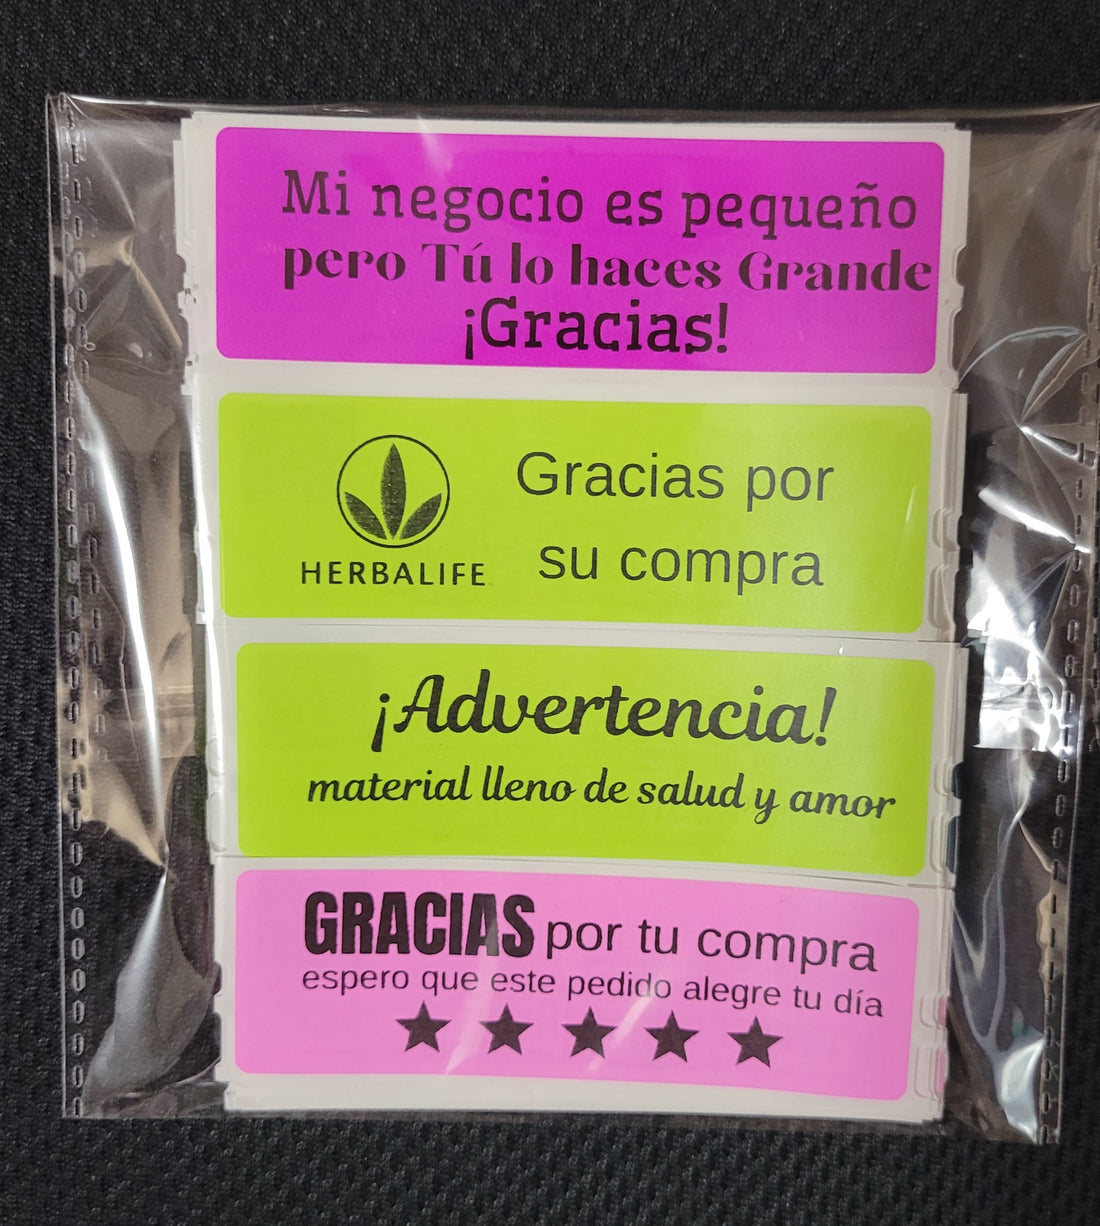 Mi negocio es pequeño
pero Tú lo haces Grande
¡Gracias!
HERBALIFE
Gracias por
su compra
¡Advertencia!
material lleno de salud y amor
GRACIAS por tu compra
espero que este pedido alegre tu día